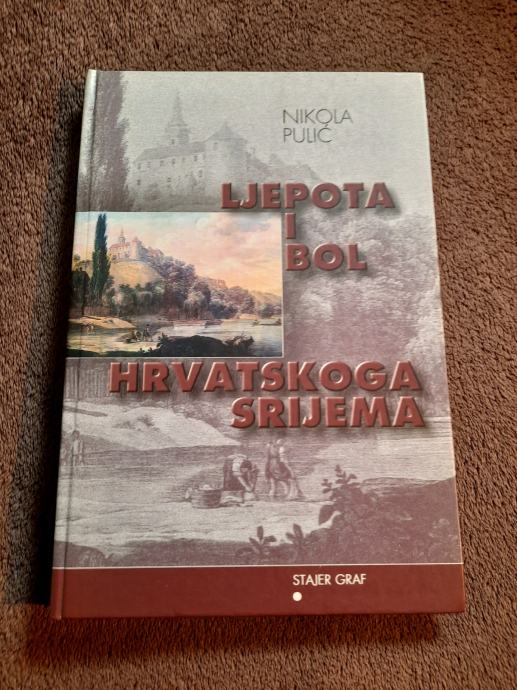 NIKOLA
PULIĆ
LJEPOTA
I
BOL
HRVATSKOGA
SRIJEMA
STAJER GRAF